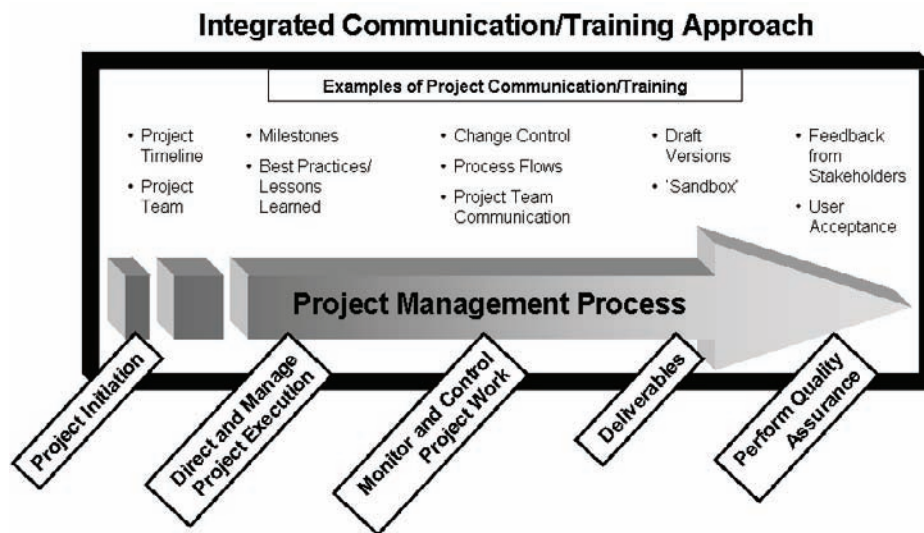 Integrated Communication/Training Approach
Examples of Project Communication/Training
• Project
Timeline
• Project
Team
• Milestones
• Best Practices/
Lessons
Learned
• Change Control
• Process Flows
• Project Team
Communication
• Draft
Versions
• 'Sandbox'
• Feedback
from
Stakeholders
• User
Acceptance
Project Management Process
Project Initiation
Direct and Manage
Project Execution
Monitor and Control
Project Work
Deliverables
Perform Quality
Assurance